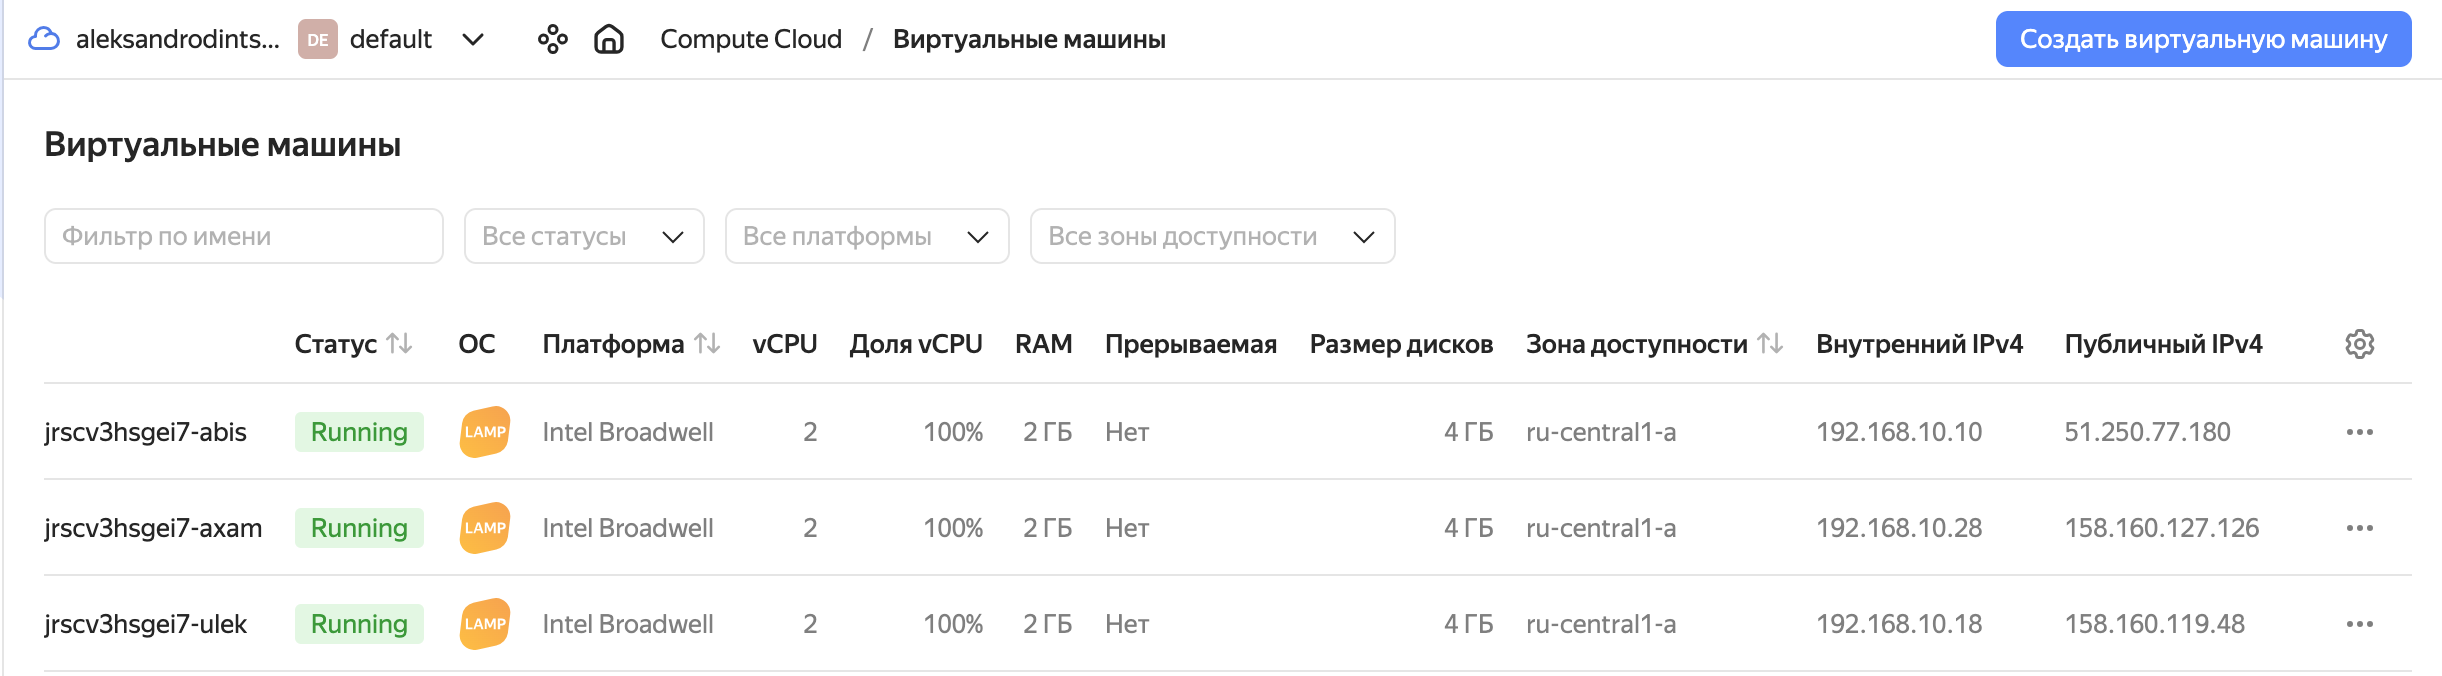 aleksandrodints... DE default Compute Cloud / Виртуальные машины Создать виртуальную машину
Виртуальные машины
Фильтр по имени Все статусы Все платформы Все зоны доступности
Статус ОС Платформа vCPU Доля vCPU RAM Прерываемая Размер дисков Зона доступности Внутренний IPv4 Публичный IPv4
jrscv3hsgei7-abis Running LAMP Intel Broadwell 2 100% 2 ГБ Нет 4 ГБ ru-central1-a 192.168.10.10 51.250.77.180
jrscv3hsgei7-axam Running LAMP Intel Broadwell 2 100% 2 ГБ Нет 4 ГБ ru-central1-a 192.168.10.28 158.160.127.126
jrscv3hsgei7-ulek Running LAMP Intel Broadwell 2 100% 2 ГБ Нет 4 ГБ ru-central1-a 192.168.10.18 158.160.119.48